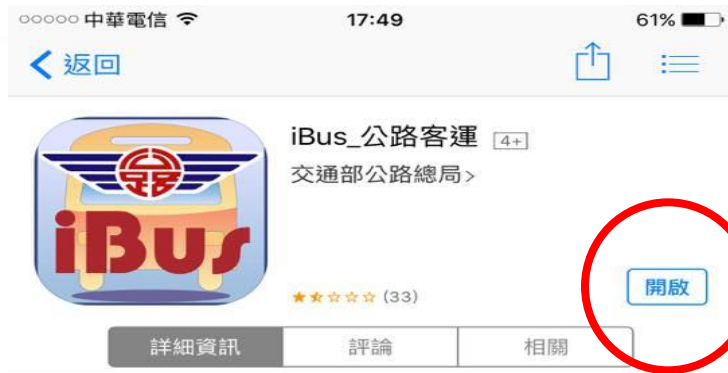 中華電信 17:49 61%
返回
iBus_公路客運 4+
交通部公路總局>
公路
iBus
(33)
開啟
詳細資訊 評論 相關